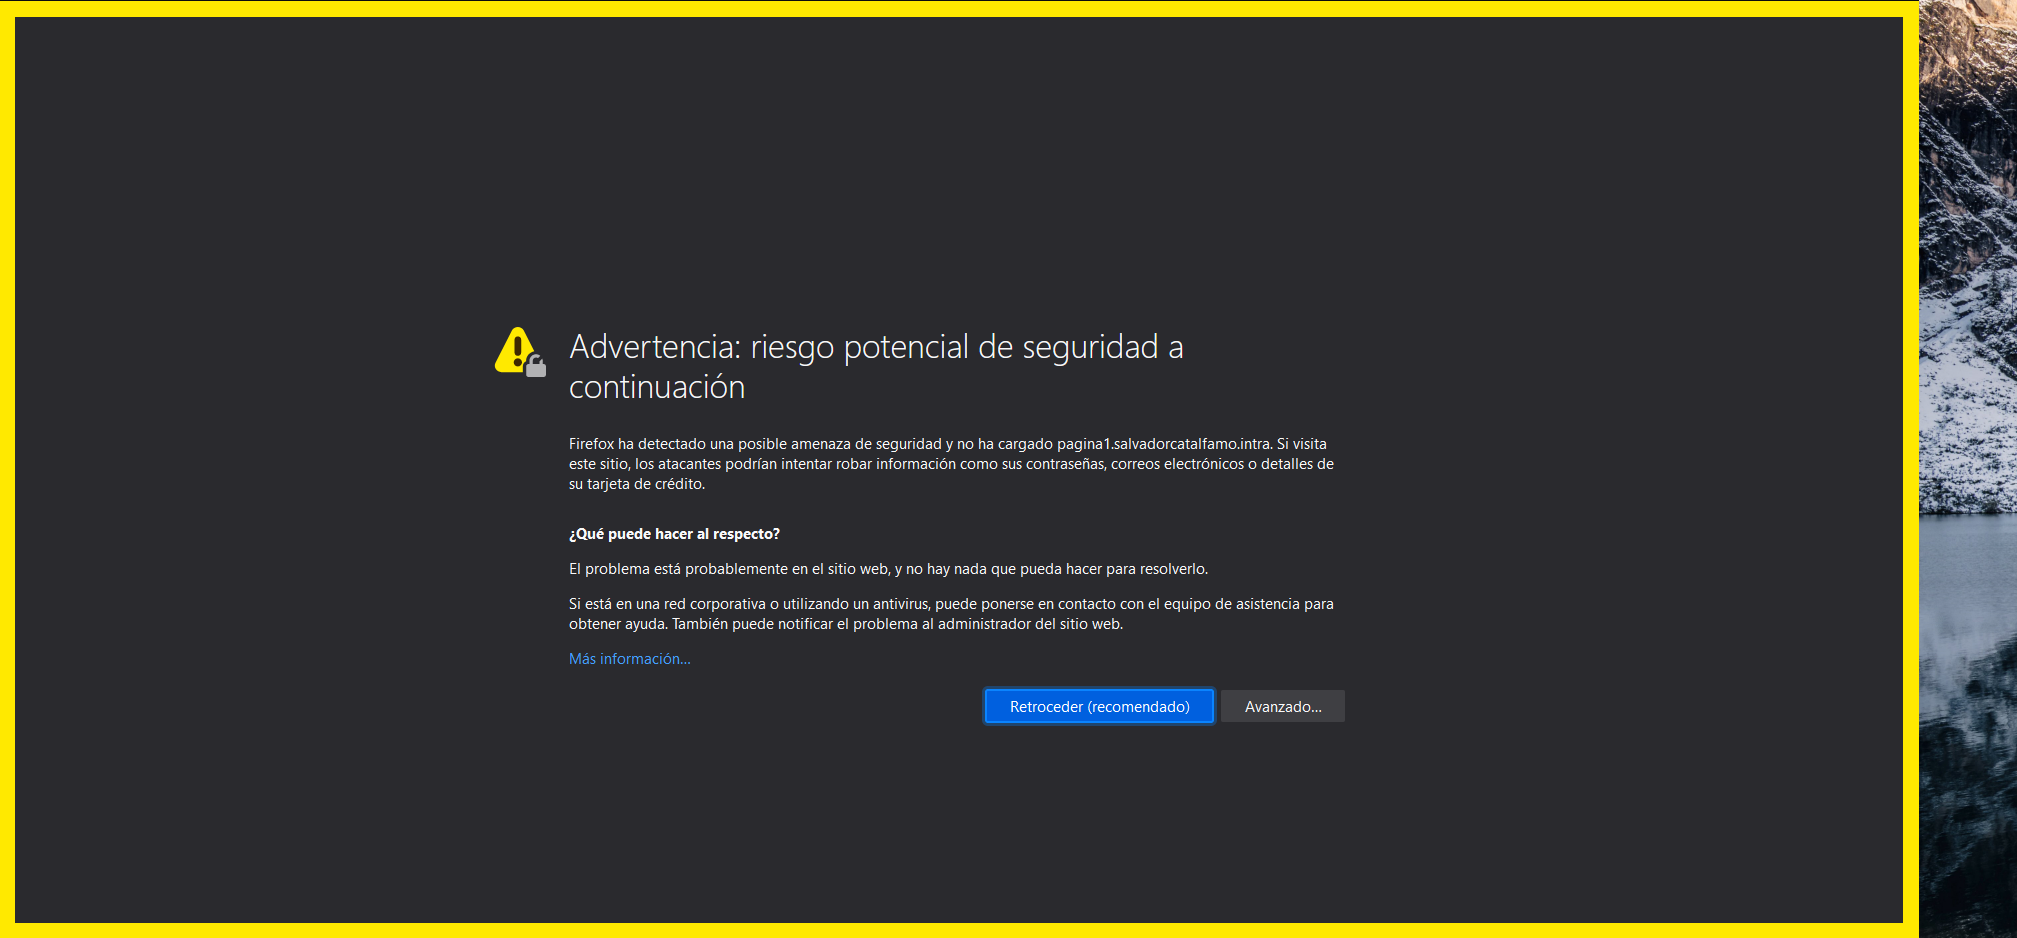 Advertencia: riesgo potencial de seguridad a
continuación
Firefox ha detectado una posible amenaza de seguridad y no ha cargado pagina1.salvadorcatalfamo.intra. Si visita
este sitio, los atacantes podrían intentar robar información como sus contraseñas, correos electrónicos o detalles de
su tarjeta de crédito.
¿Qué puede hacer al respecto?
El problema está probablemente en el sitio web, y no hay nada que pueda hacer para resolverlo.
Si está en una red corporativa o utilizando un antivirus, puede ponerse en contacto con el equipo de asistencia para
obtener ayuda. También puede notificar el problema al administrador del sitio web.
Más información...
Retroceder (recomendado)
Avanzado...